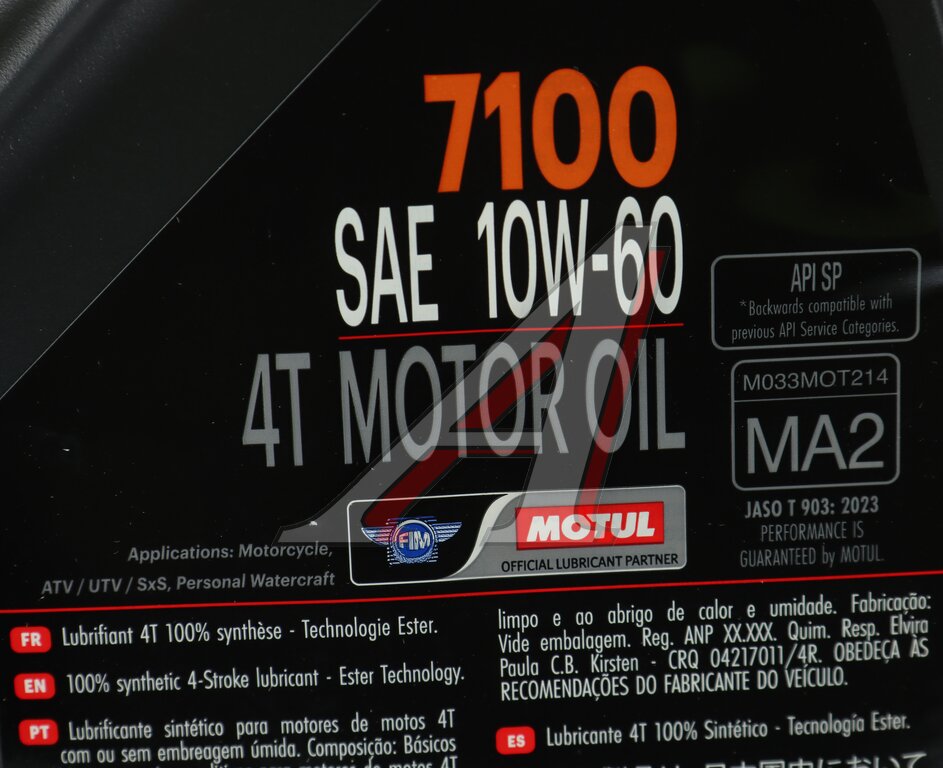 7100
SAE 10W-60
4T MOTOR OIL
API SP
*Backwards compatible with
previous API Service Categories.
M033MOT214
MA2
JASO T 903: 2023
PERFORMANCE IS
GUARANTEED by MOTUL.
FIM
MOTUL
OFFICIAL LUBRICANT PARTNER
Applications: Motorcycle,
ATV / UTV / SxS, Personal Watercraft
FR Lubrifiant 4T 100% synthèse - Technologie Ester.
EN 100% synthetic 4-Stroke lubricant - Ester Technology.
PT Lubrificante sintético para motores de motos 4T
com ou sem embreagem úmida. Composição: Básicos
limpo e ao abrigo de calor e umidade. Fabricação:
Vide embalagem. Reg. ANP XX.XXX. Quim. Resp. Elvira
Paula C.B. Kirsten - CRQ 04217011/4R. OBEDEÇA ÀS
RECOMENDAÇÕES DO FABRICANTE DO VEÍCULO.
ES Lubricante 4T 100% Sintético - Tecnología Ester.